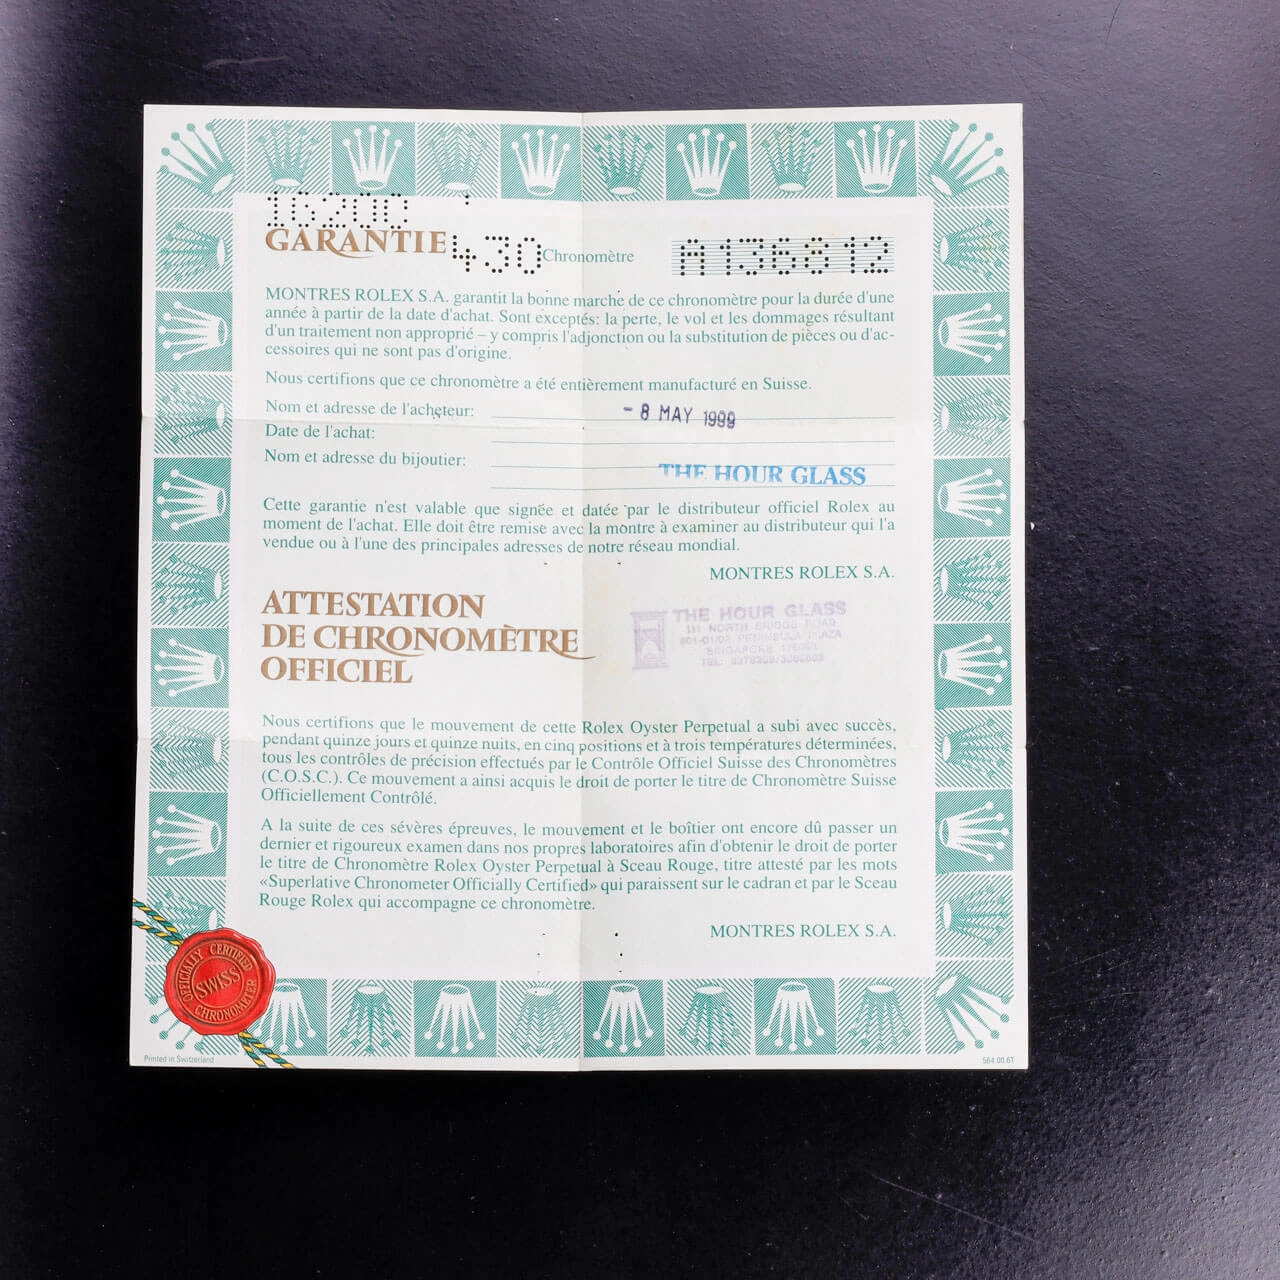 16200
GARANTIE 430 Chronomètre A136812
MONTRES ROLEX S.A. garantit la bonne marche de ce chronomètre pour la durée d'une
année à partir de la date d'achat. Sont exceptés: la perte, le vol et les dommages résultant
d'un traitement non approprié – y compris l'adjonction ou la substitution de pièces ou d'ac-
cessoires qui ne sont pas d'origine.
Nous certifions que ce chronomètre a été entièrement manufacturé en Suisse.
Nom et adresse de l'acheteur:
- 8 MAY 1999
Date de l'achat:
Nom et adresse du bijoutier:
THE HOUR GLASS
Cette garantie n'est valable que signée et datée par le distributeur officiel Rolex au
moment de l'achat. Elle doit être remise avec la montre à examiner au distributeur qui l'a
vendue ou à l'une des principales adresses de notre réseau mondial.
MONTRES ROLEX S.A.
ATTESTATION
DE CHRONOMÈTRE
OFFICIEL
THE HOUR GLASS
111 NORTH BRIDGE ROAD
PENINSULA PLAZA
SINGAPORE
TEL:
Nous certifions que le mouvement de cette Rolex Oyster Perpetual a subi avec succès,
pendant quinze jours et quinze nuits, en cinq positions et à trois températures déterminées,
tous les contrôles de précision effectués par le Contrôle Officiel Suisse des Chronomètres
(C.O.S.C.). Ce mouvement a ainsi acquis le droit de porter le titre de Chronomètre Suisse
Officiellement Contrôlé.
A la suite de ces sévères épreuves, le mouvement et le boîtier ont encore dû passer un
dernier et rigoureux examen dans nos propres laboratoires afin d'obtenir le droit de porter
le titre de Chronomètre Rolex Oyster Perpetual à Sceau Rouge, titre attesté par les mots
«Superlative Chronometer Officially Certified» qui paraissent sur le cadran et par le Sceau
Rouge Rolex qui accompagne ce chronomètre.
MONTRES ROLEX S.A.
OFFICIALLY CERTIFIED
SWISS
CHRONOMETER
Printed in Switzerland
564.00.6T